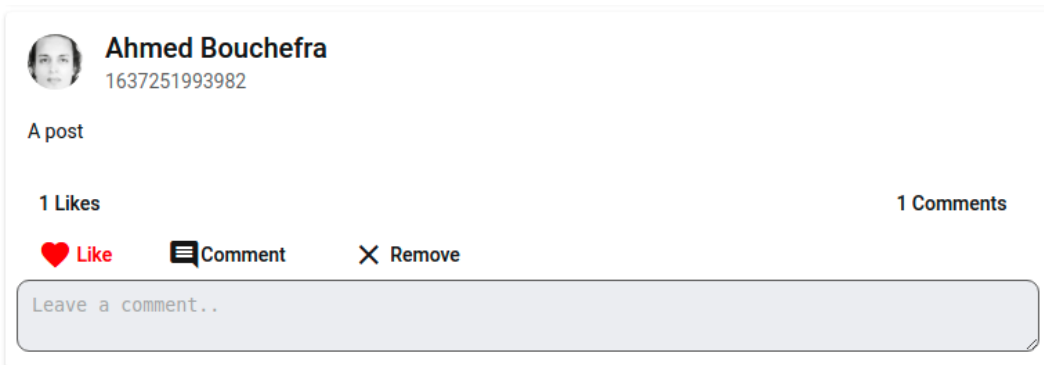 Ahmed Bouchefra
1637251993982
A post
1 Likes
1 Comments
Like
Comment
Remove
Leave a comment..